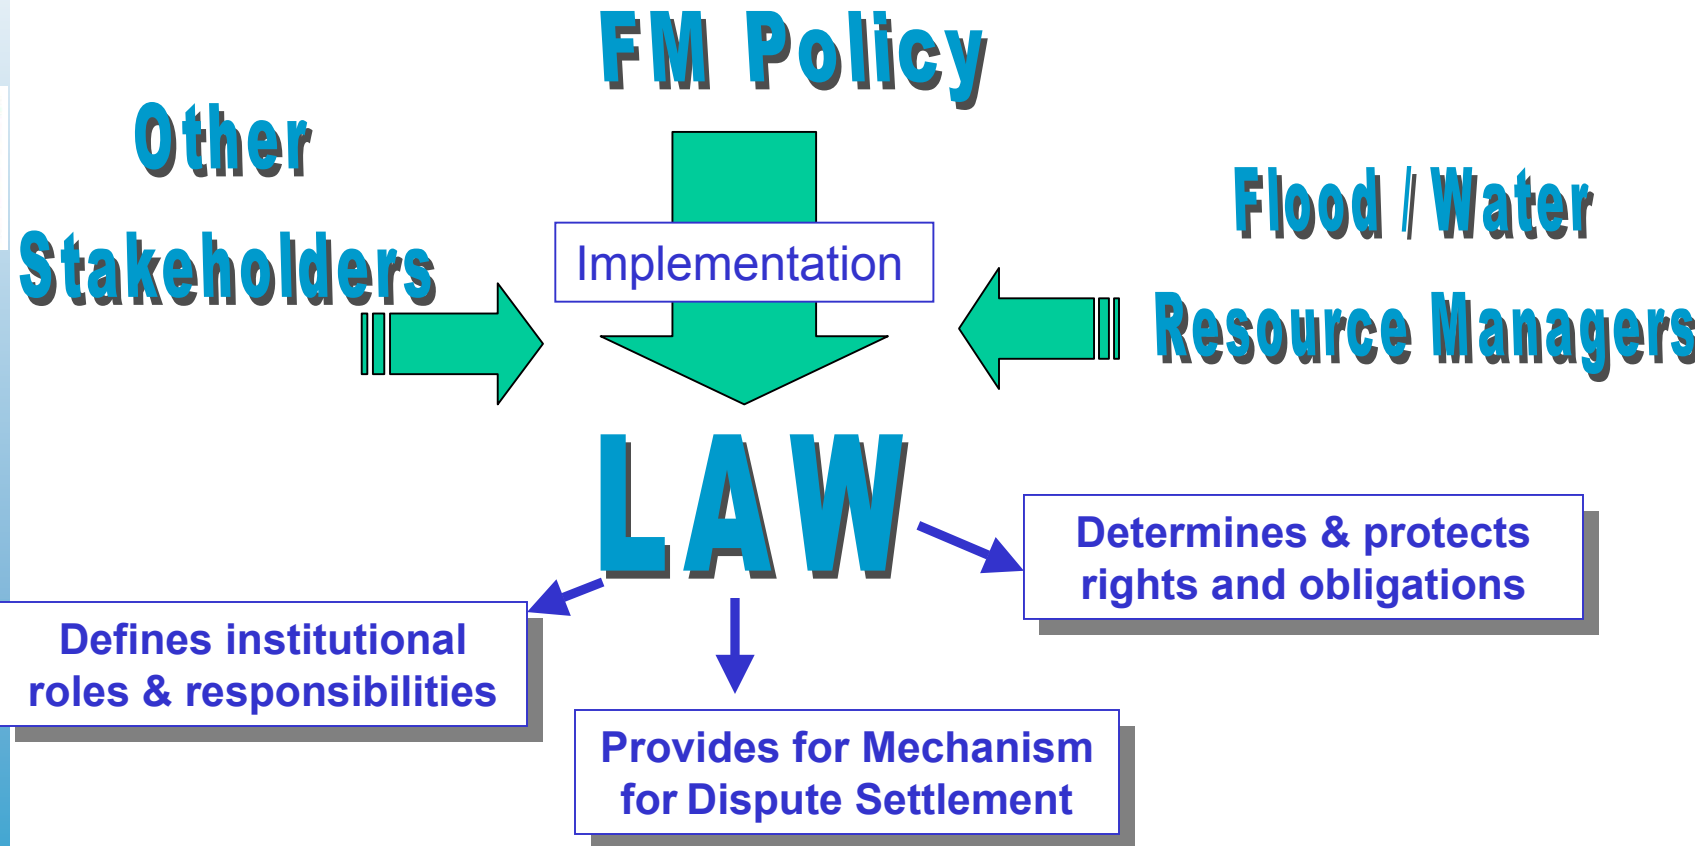 FM Policy
Other
Stakeholders
Flood / Water
Resource Managers
Implementation
LAW
Determines & protects
rights and obligations
Defines institutional
roles & responsibilities
Provides for Mechanism
for Dispute Settlement